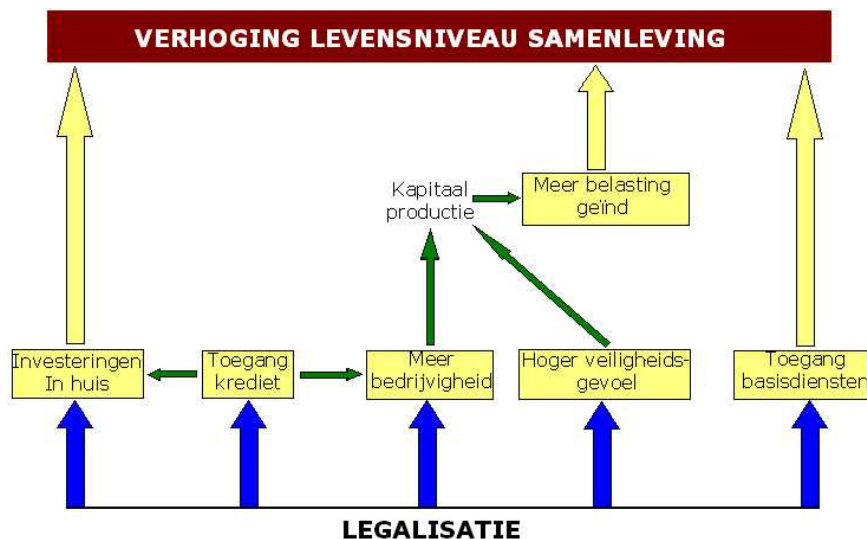 VERHOGING LEVENSNIVEAU SAMENLEVING
Kapitaal
productie
Meer belasting
geïnd
Investeringen
In huis
Toegang
krediet
Meer
bedrijvigheid
Hoger veiligheids-
gevoel
Toegang
basisdiensten
LEGALISATIE